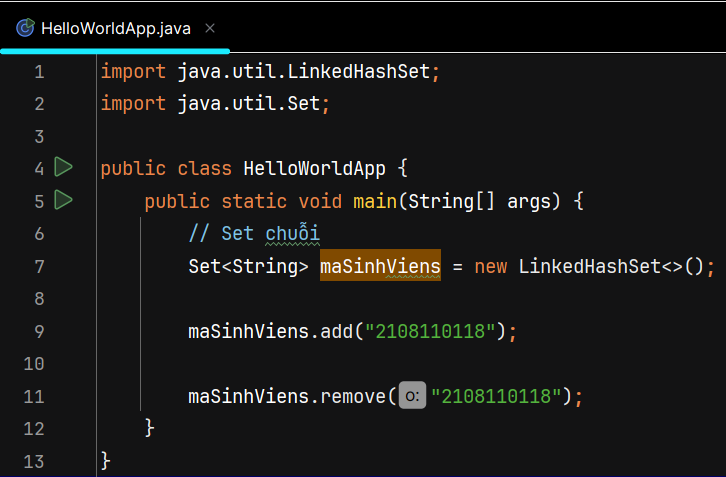 HelloWorldApp.java
1 import java.util.LinkedHashSet;
2 import java.util.Set;
3
4 public class HelloWorldApp {
5 public static void main(String[] args) {
6 // Set chuỗi
7 Set<String> maSinhViens = new LinkedHashSet<>();
8
9 maSinhViens.add("2108110118");
10
11 maSinhViens.remove(o: "2108110118");
12 }
13 }